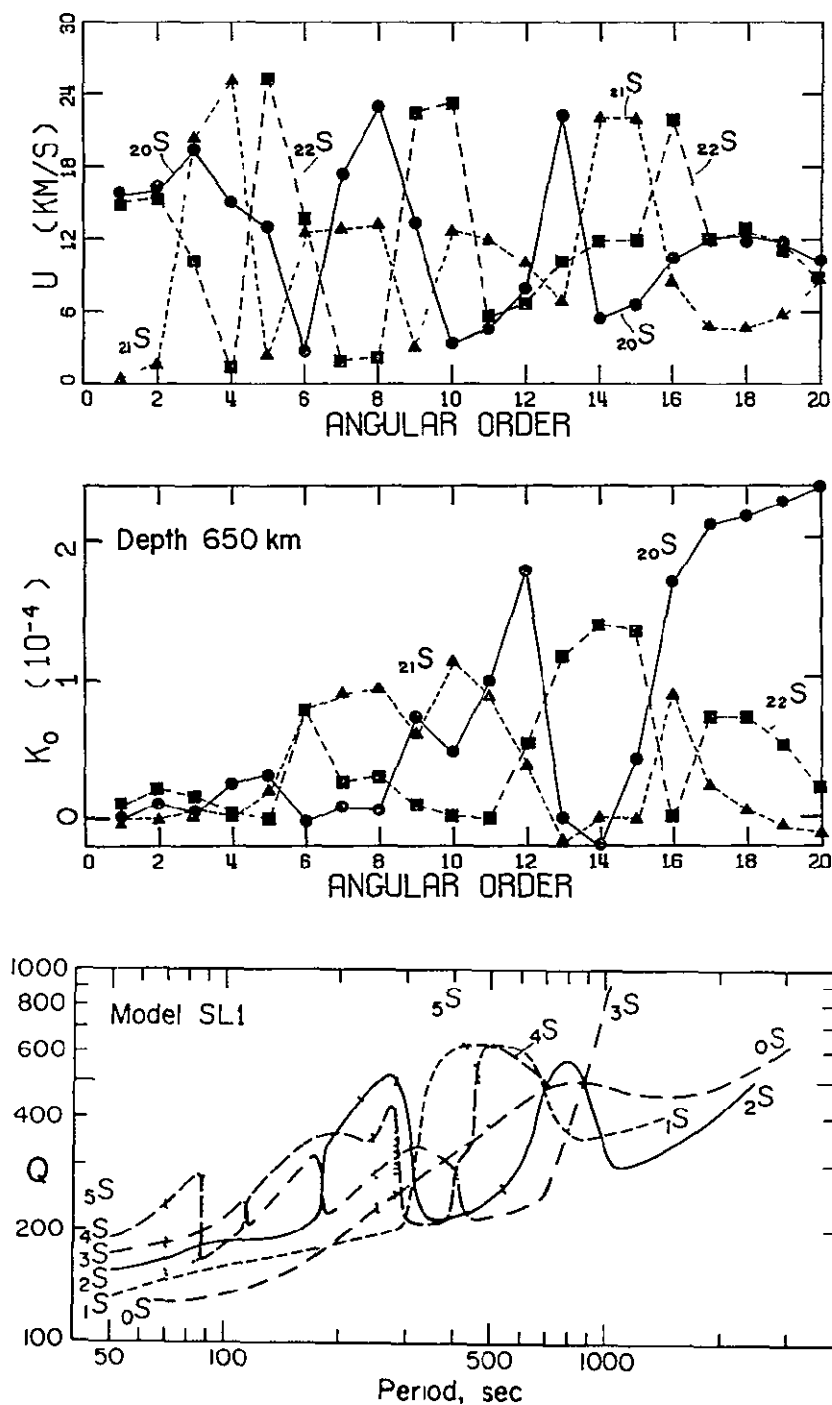 30
24
18
12
6
0
U (KM/S)
20S
22S
21S
22S
21S
20S
0 2 4 6 8 10 12 14 16 18 20
ANGULAR ORDER
Depth 650 km
2
1
0
K0 (10-4)
20S
21S
22S
0 2 4 6 8 10 12 14 16 18 20
ANGULAR ORDER
1000
800
600
400
Q
200
100
Model SL1
5S
4S
3S
0S
1S
2S
5S
4S
3S
2S
1S
0S
50 100 500 1000
Period, sec